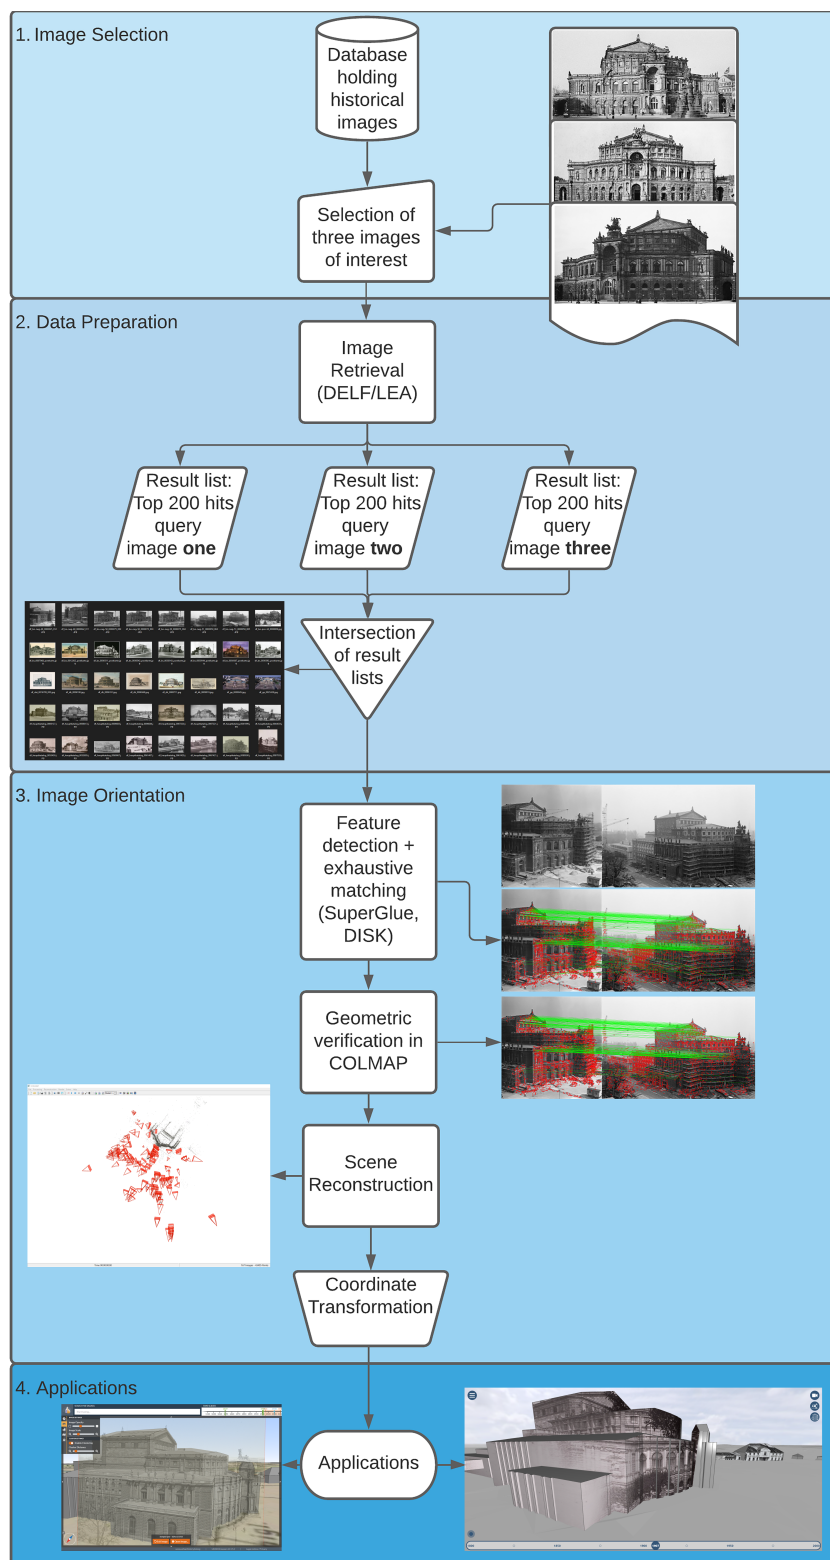 1. Image Selection
Database
holding
historical
images
Selection of
three images
of interest
2. Data Preparation
Image
Retrieval
(DELF/LEA)
Result list:
Top 200 hits
query
image one
Result list:
Top 200 hits
query
image two
Result list:
Top 200 hits
query
image three
Intersection
of result
lists
3. Image Orientation
Feature
detection +
exhaustive
matching
(SuperGlue,
DISK)
Geometric
verification in
COLMAP
Scene
Reconstruction
Coordinate
Transformation
4. Applications
Applications